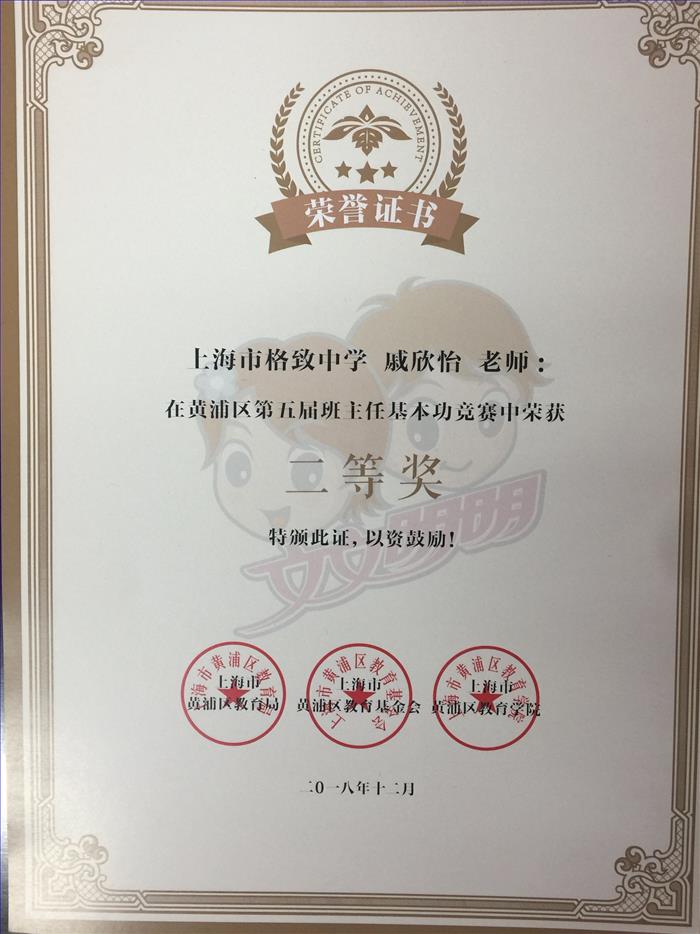 CERTIFICATE OF ACHIEVEMENT
荣誉证书
上海市格致中学 戚欣怡 老师：
在黄浦区第五届班主任基本功竞赛中荣获
二等奖
特颁此证，以资鼓励！
文文明明
上海市黄浦区教育局
上海市
黄浦区教育局
上海市黄浦区教育基金会
上海市
黄浦区教育基金会
上海市黄浦区教育学院
上海市
黄浦区教育学院
二0一八年十二月